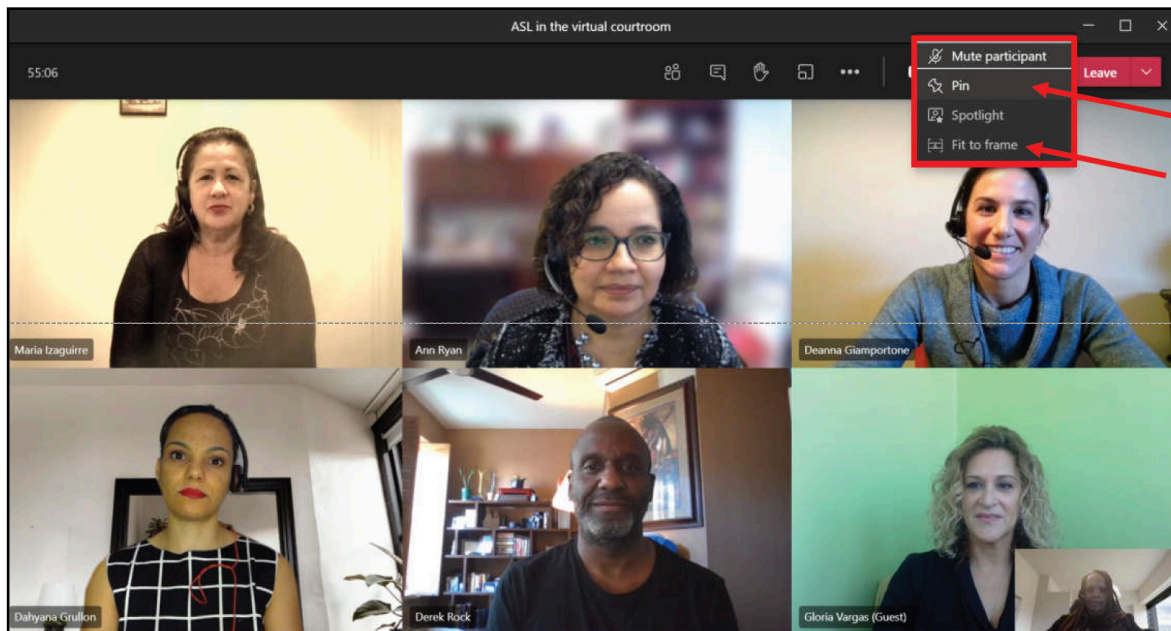 ASL in the virtual courtroom
55:06
Leave
Mute participant
Pin
Spotlight
Fit to frame
Maria Izaguirre
Ann Ryan
Deanna Giamportone
Dahyana Grullon
Derek Rock
Gloria Vargas (Guest)